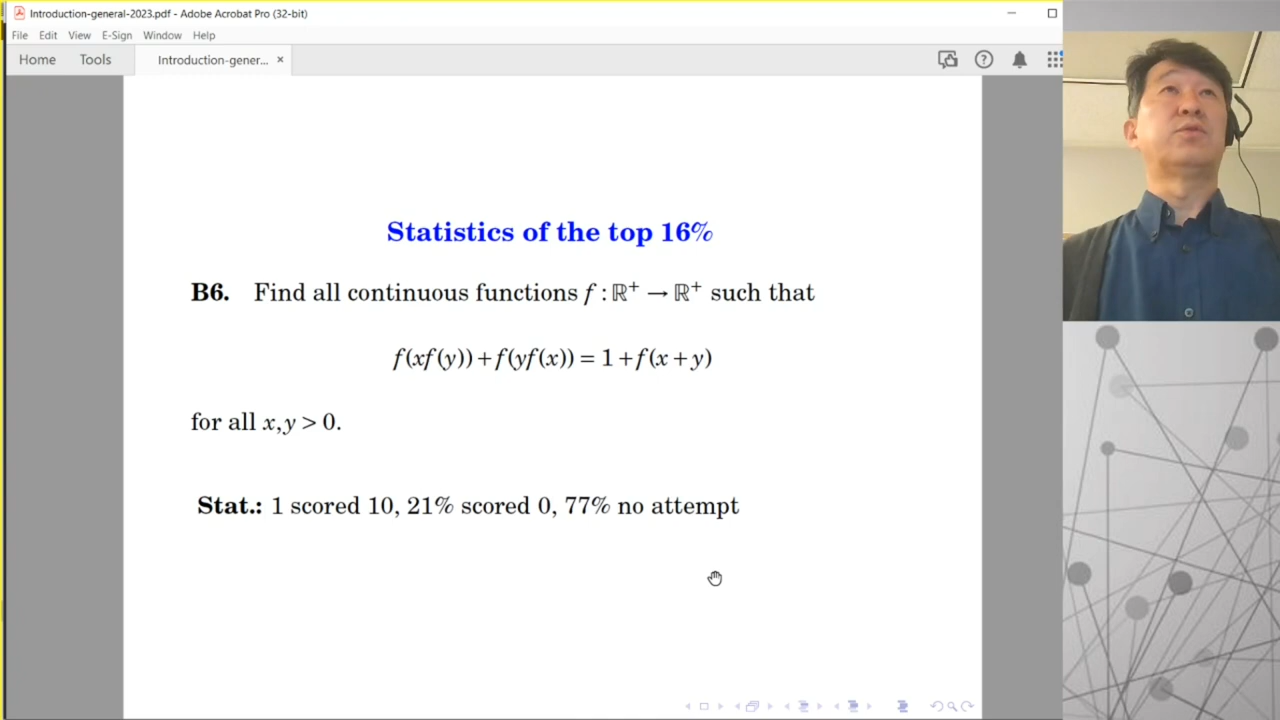 Introduction-general-2023.pdf - Adobe Acrobat Pro (32-bit)
File Edit View E-Sign Window Help
Home Tools Introduction-gener... ×
Statistics of the top 16%
B6. Find all continuous functions f : ℝ⁺ → ℝ⁺ such that
f(xf(y)) + f(yf(x)) = 1 + f(x + y)
for all x, y > 0.
Stat.: 1 scored 10, 21% scored 0, 77% no attempt